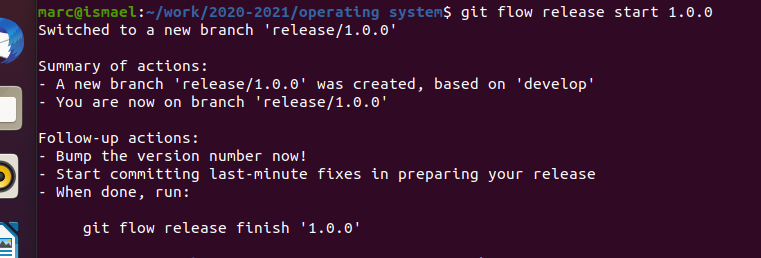 marc@ismael:~/work/2020-2021/operating system$ git flow release start 1.0.0
Switched to a new branch 'release/1.0.0'
Summary of actions:
- A new branch 'release/1.0.0' was created, based on 'develop'
- You are now on branch 'release/1.0.0'
Follow-up actions:
- Bump the version number now!
- Start committing last-minute fixes in preparing your release
- When done, run:
git flow release finish '1.0.0'